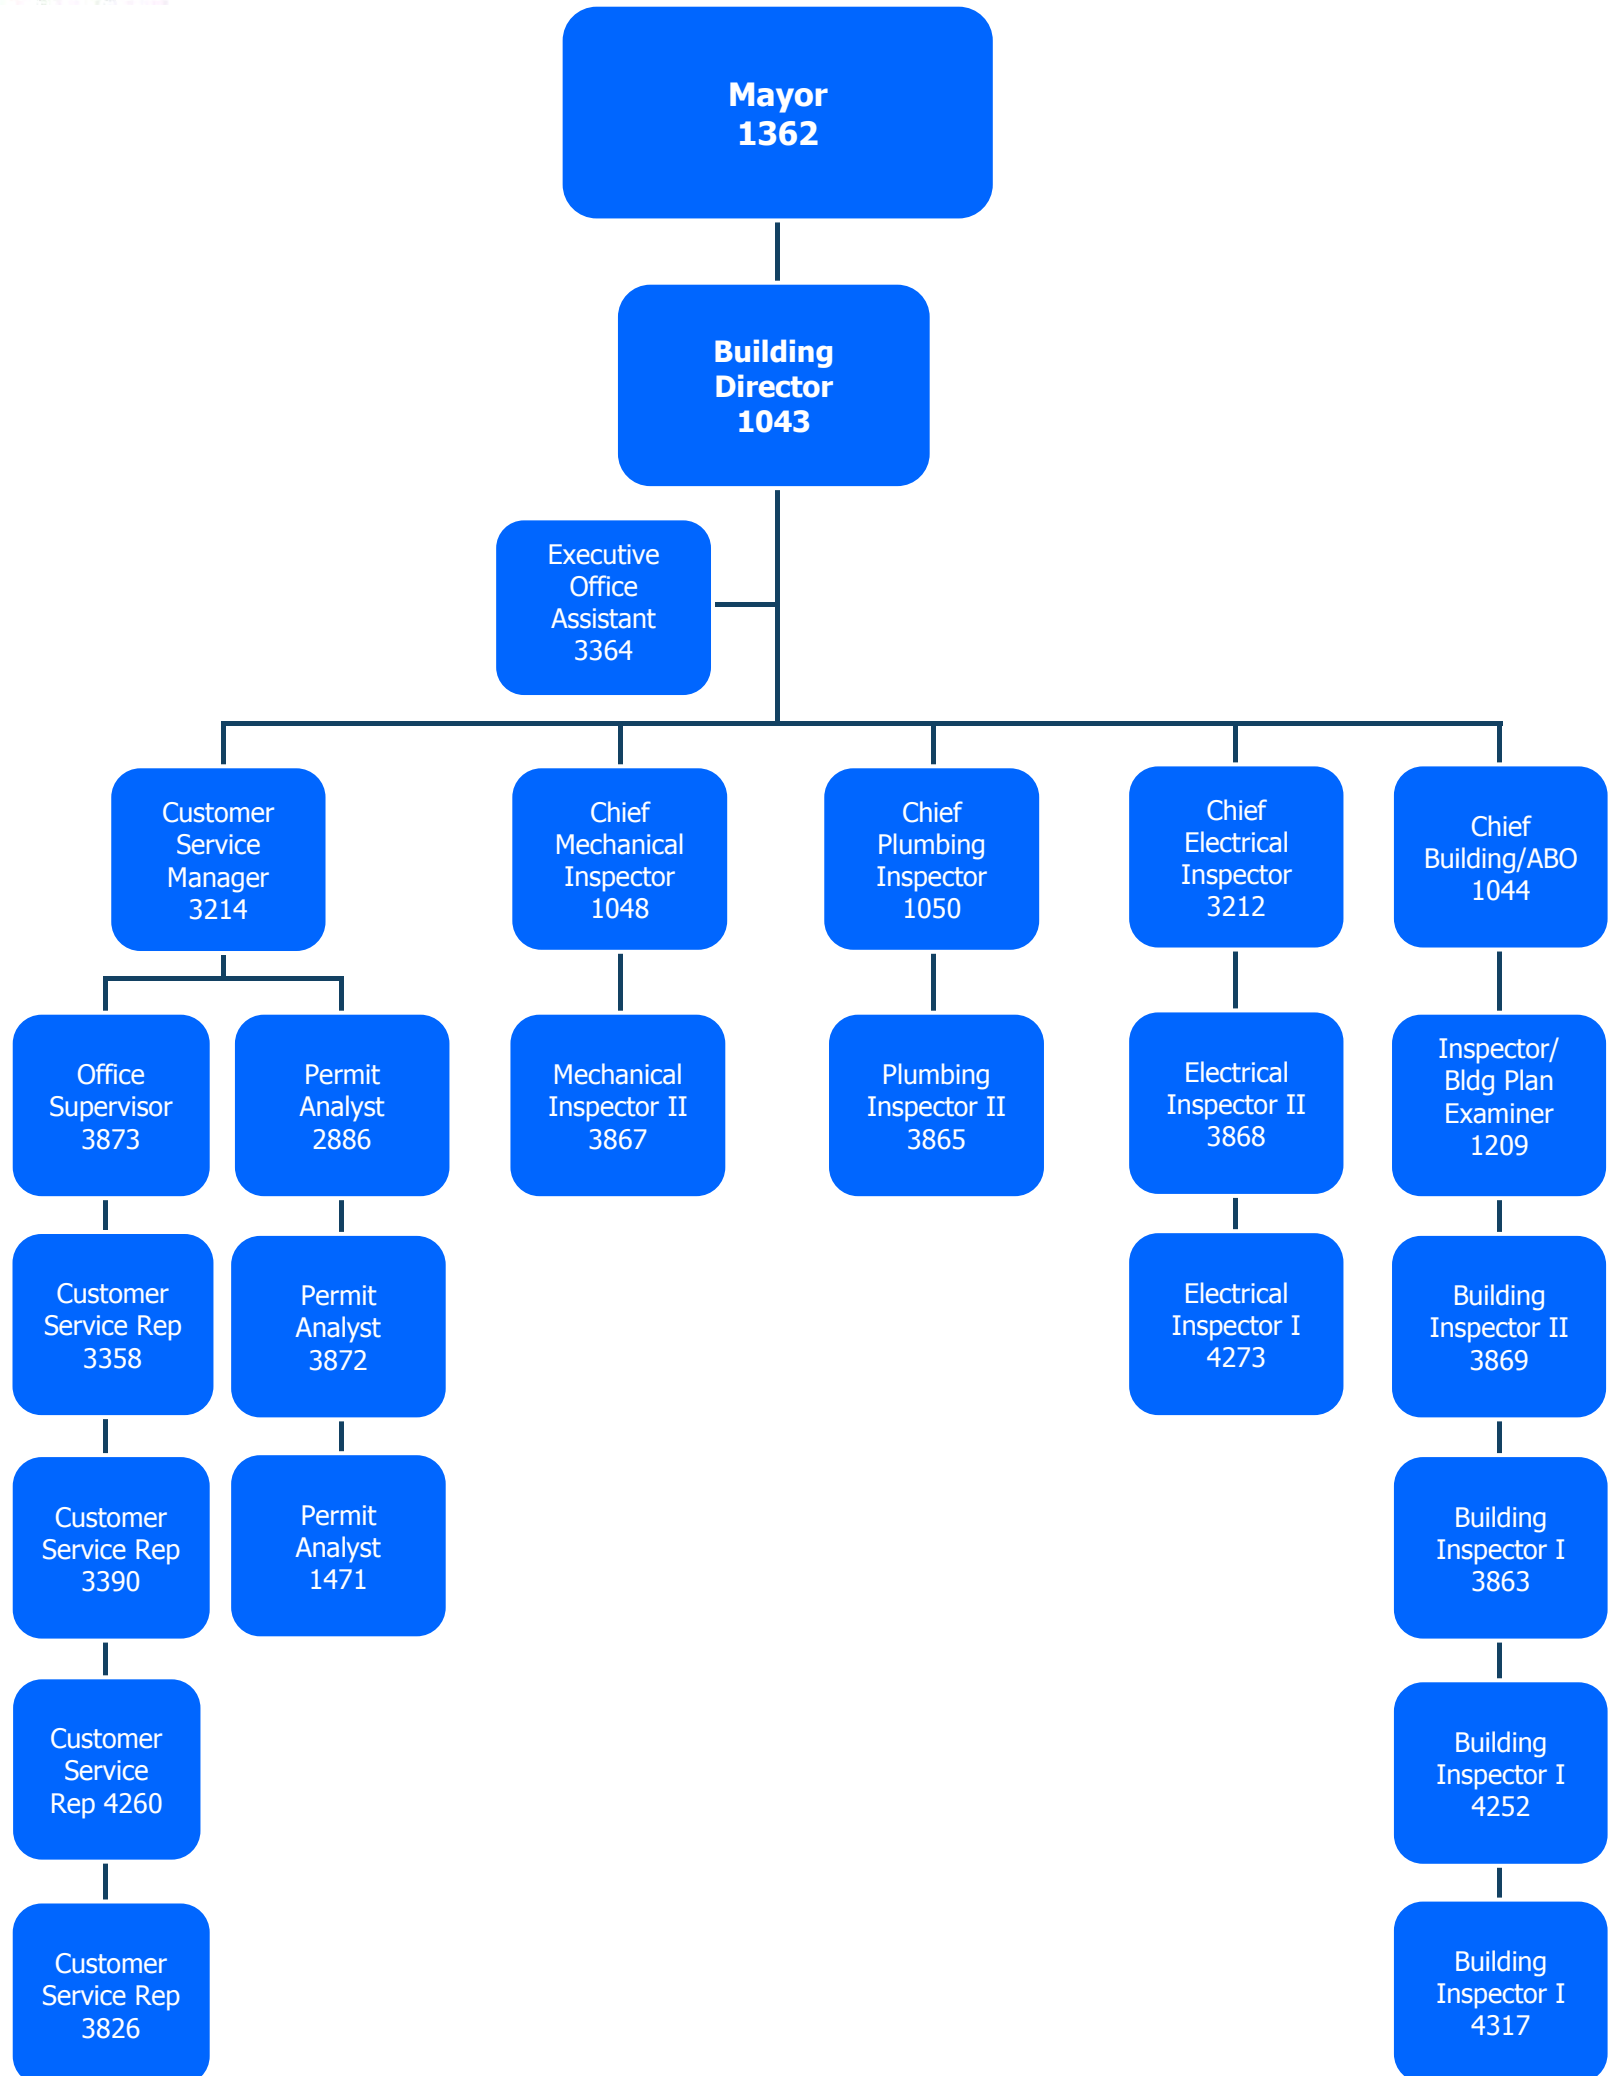 Mayor
1362
Building
Director
1043
Executive
Office
Assistant
3364
Customer
Service
Manager
3214
Chief
Mechanical
Inspector
1048
Chief
Plumbing
Inspector
1050
Chief
Electrical
Inspector
3212
Chief
Building/ABO
1044
Office
Supervisor
3873
Permit
Analyst
2886
Mechanical
Inspector II
3867
Plumbing
Inspector II
3865
Electrical
Inspector II
3868
Inspector/
Bldg Plan
Examiner
1209
Customer
Service Rep
3358
Permit
Analyst
3872
Electrical
Inspector I
4273
Building
Inspector II
3869
Customer
Service Rep
3390
Permit
Analyst
1471
Building
Inspector I
3863
Customer
Service
Rep 4260
Building
Inspector I
4252
Customer
Service Rep
3826
Building
Inspector I
4317